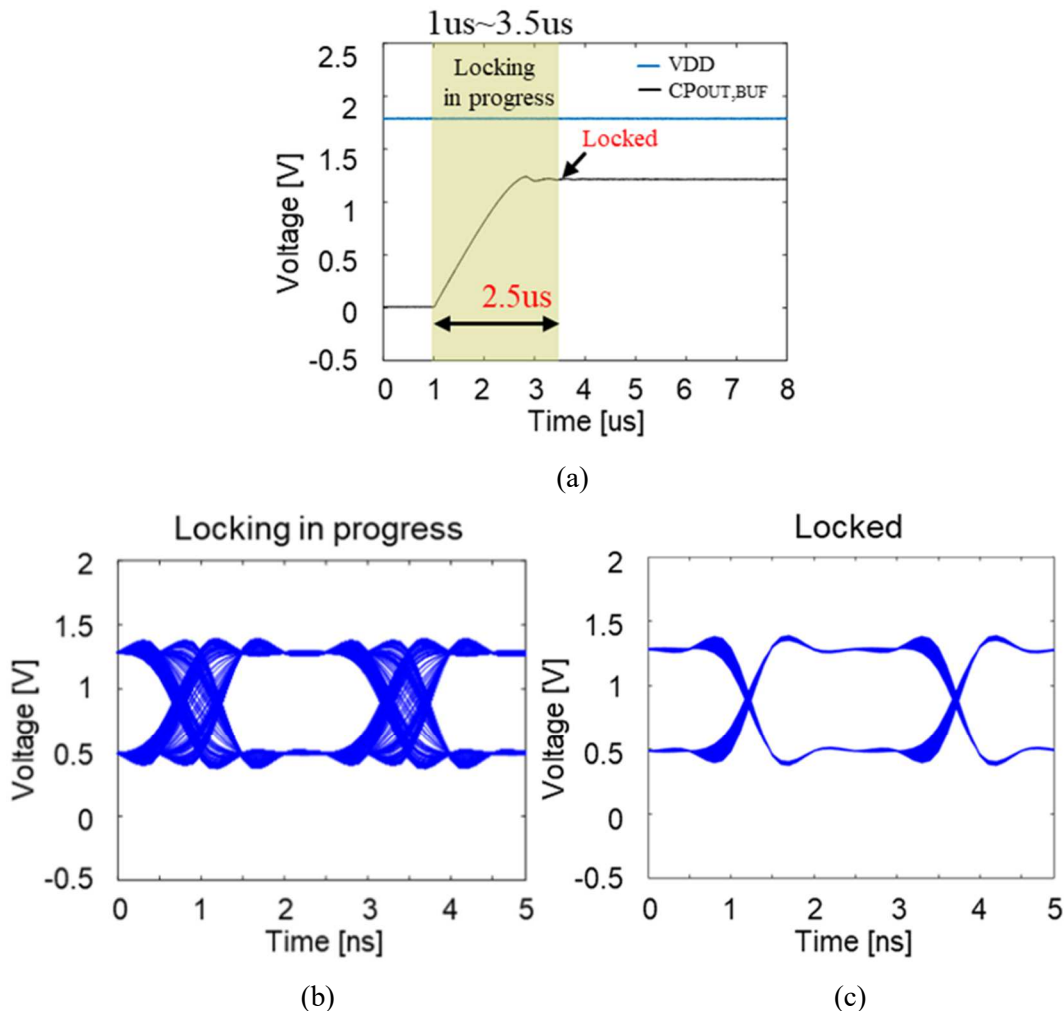 1us~3.5us
2.5
2
1.5
1
0.5
0
-0.5
Voltage [V]
Locking
in progress
VDD
CPOUT,BUF
Locked
2.5us
0 1 2 3 4 5 6 7 8
Time [us]
(a)
Locking in progress
2
1.5
1
0.5
0
-0.5
Voltage [V]
0 1 2 3 4 5
Time [ns]
(b)
Locked
2
1.5
1
0.5
0
-0.5
Voltage [V]
0 1 2 3 4 5
Time [ns]
(c)